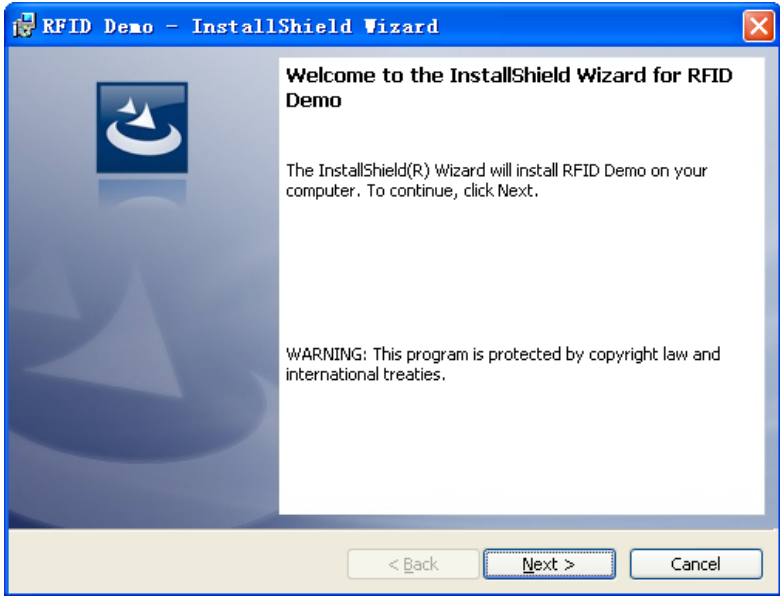 RFID Demo - InstallShield Wizard
Welcome to the InstallShield Wizard for RFID
Demo
The InstallShield(R) Wizard will install RFID Demo on your
computer. To continue, click Next.
WARNING: This program is protected by copyright law and
international treaties.
< Back
Next >
Cancel